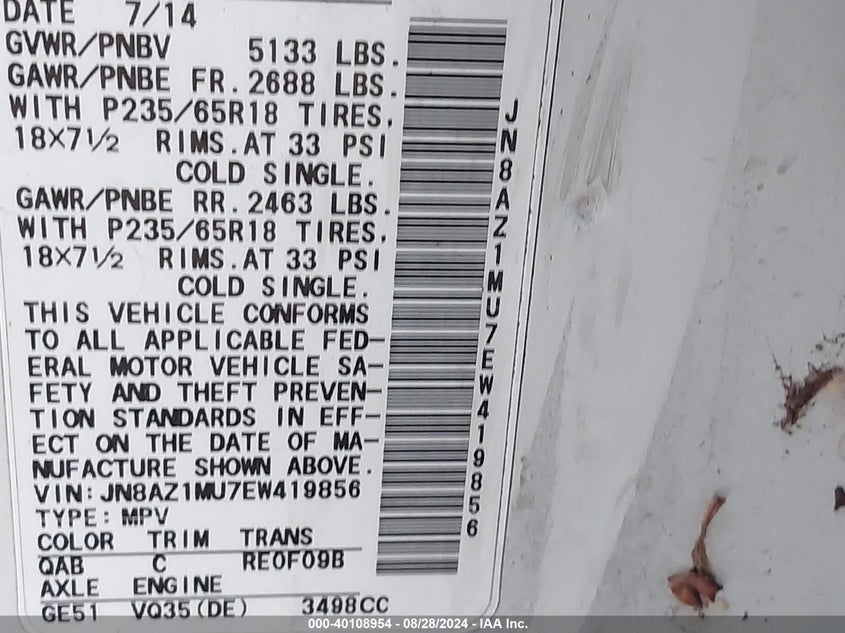 DATE 7/14
GVWR/PNBV 5133 LBS.
GAWR/PNBE FR. 2688 LBS.
WITH P235/65R18 TIRES,
18×7½ RIMS. AT 33 PSI
COLD SINGLE.
GAWR/PNBE RR. 2463 LBS.
WITH P235/65R18 TIRES,
18×7½ RIMS. AT 33 PSI
COLD SINGLE.
THIS VEHICLE CONFORMS
TO ALL APPLICABLE FED-
ERAL MOTOR VEHICLE SA-
FETY AND THEFT PREVEN-
TION STANDARDS IN EFF-
ECT ON THE DATE OF MA-
NUFACTURE SHOWN ABOVE.
VIN: JN8AZ1MU7EW419856
TYPE: MPV
COLOR TRIM TRANS
QAB C RE0F09B
AXLE ENGINE
GE51 VQ35(DE) 3498CC
JN8AZ1MU7EW419856
000-40108954 - 08/28/2024 - IAA Inc.